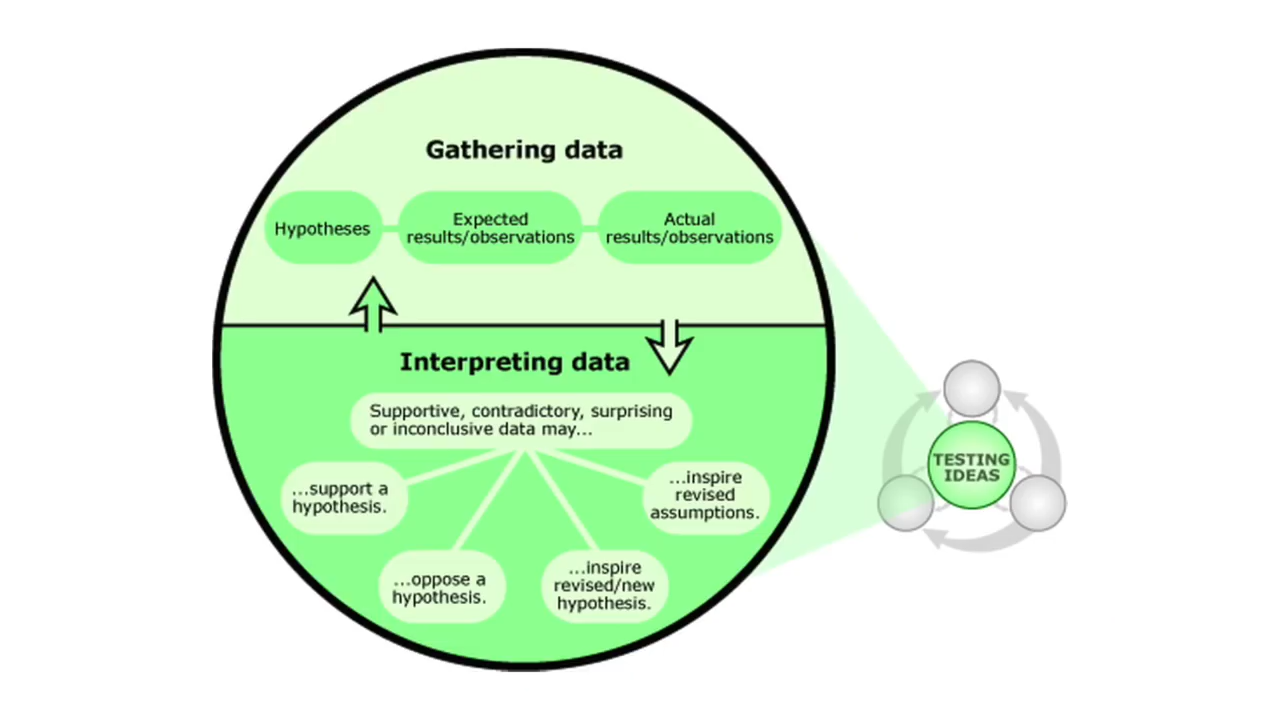 Gathering data
Hypotheses
Expected
results/observations
Actual
results/observations
Interpreting data
Supportive, contradictory, surprising
or inconclusive data may...
...support a
hypothesis.
...oppose a
hypothesis.
...inspire
revised/new
hypothesis.
...inspire
revised
assumptions.
TESTING
IDEAS